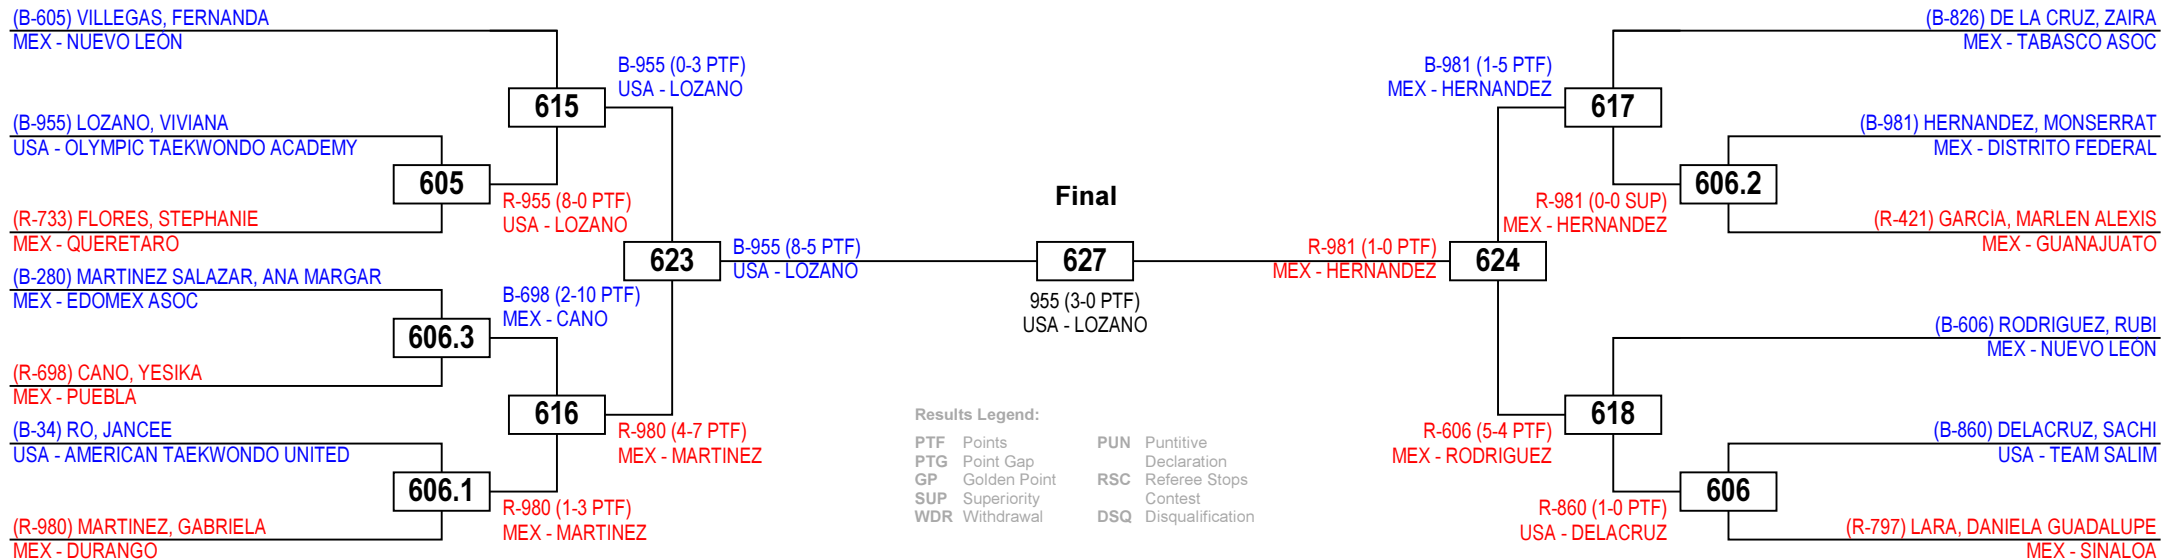 (B-605) VILLEGAS, FERNANDA
MEX - NUEVO LEÓN
(B-955) LOZANO, VIVIANA
USA - OLYMPIC TAEKWONDO ACADEMY
(R-733) FLORES, STEPHANIE
MEX - QUERETARO
(B-280) MARTINEZ SALAZAR, ANA MARGAR
MEX - EDOMEX ASOC
(R-698) CANO, YESIKA
MEX - PUEBLA
(B-34) RO, JANCEE
USA - AMERICAN TAEKWONDO UNITED
(R-980) MARTINEZ, GABRIELA
MEX - DURANGO
605
606.3
606.1
615
R-955 (8-0 PTF)
USA - LOZANO
B-698 (2-10 PTF)
MEX - CANO
616
R-980 (1-3 PTF)
MEX - MARTINEZ
B-955 (0-3 PTF)
USA - LOZANO
623
R-980 (4-7 PTF)
MEX - MARTINEZ
B-955 (8-5 PTF)
USA - LOZANO
Final
627
955 (3-0 PTF)
USA - LOZANO
Results Legend:
PTF Points
PTG Point Gap
GP Golden Point
SUP Superiority
WDR Withdrawal
PUN Puntitive
Declaration
RSC Referee Stops
Contest
DSQ Disqualification
R-981 (1-0 PTF)
MEX - HERNANDEZ
624
B-981 (1-5 PTF)
MEX - HERNANDEZ
617
R-981 (0-0 SUP)
MEX - HERNANDEZ
606.2
R-606 (5-4 PTF)
MEX - RODRIGUEZ
618
R-860 (1-0 PTF)
USA - DELACRUZ
606
(B-826) DE LA CRUZ, ZAIRA
MEX - TABASCO ASOC
(B-981) HERNANDEZ, MONSERRAT
MEX - DISTRITO FEDERAL
(R-421) GARCIA, MARLEN ALEXIS
MEX - GUANAJUATO
(B-606) RODRIGUEZ, RUBI
MEX - NUEVO LEÓN
(B-860) DELACRUZ, SACHI
USA - TEAM SALIM
(R-797) LARA, DANIELA GUADALUPE
MEX - SINALOA